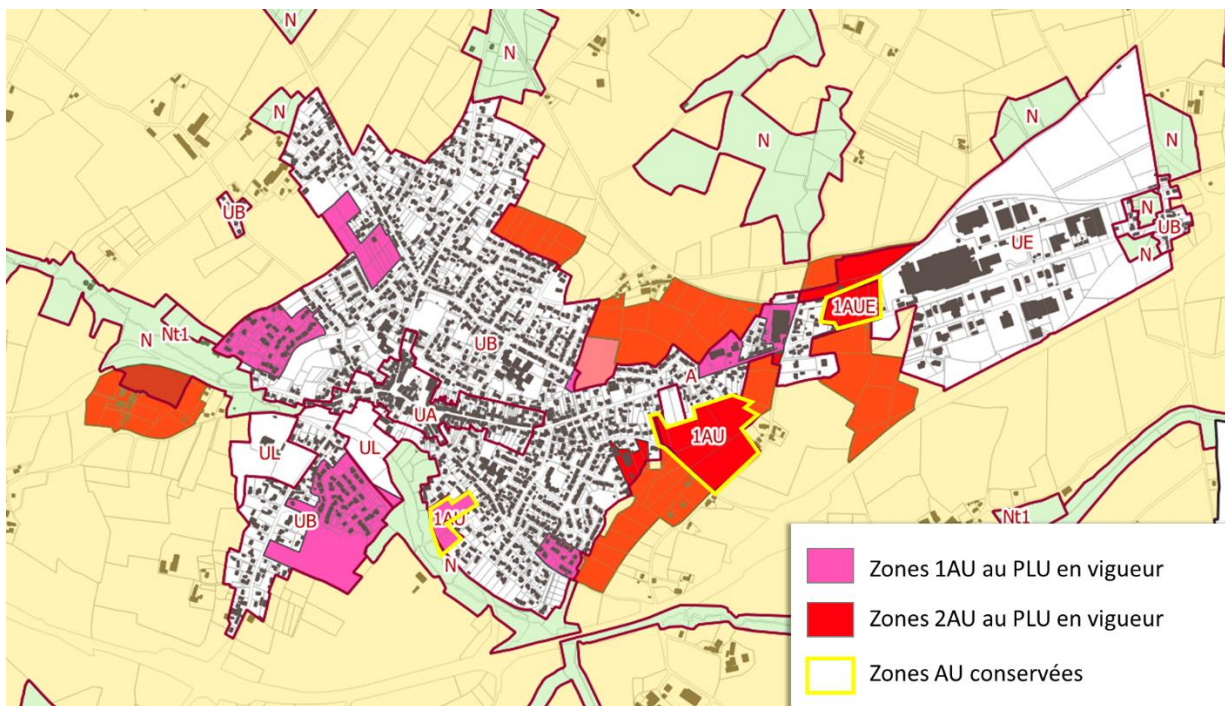 N
N
N
N
N
UB
N
UB
N
UE
1AUE
Nt1
N
UB
A
UA
1AU
UL
UL
UB
1AU
Nt1
N
Zones 1AU au PLU en vigueur
Zones 2AU au PLU en vigueur
Zones AU conservées